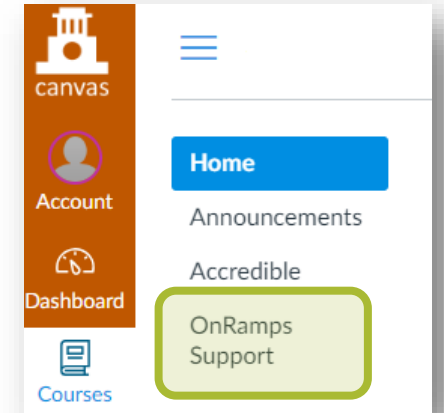 canvas
Account
Dashboard
Courses
Home
Announcements
Accredible
OnRamps
Support